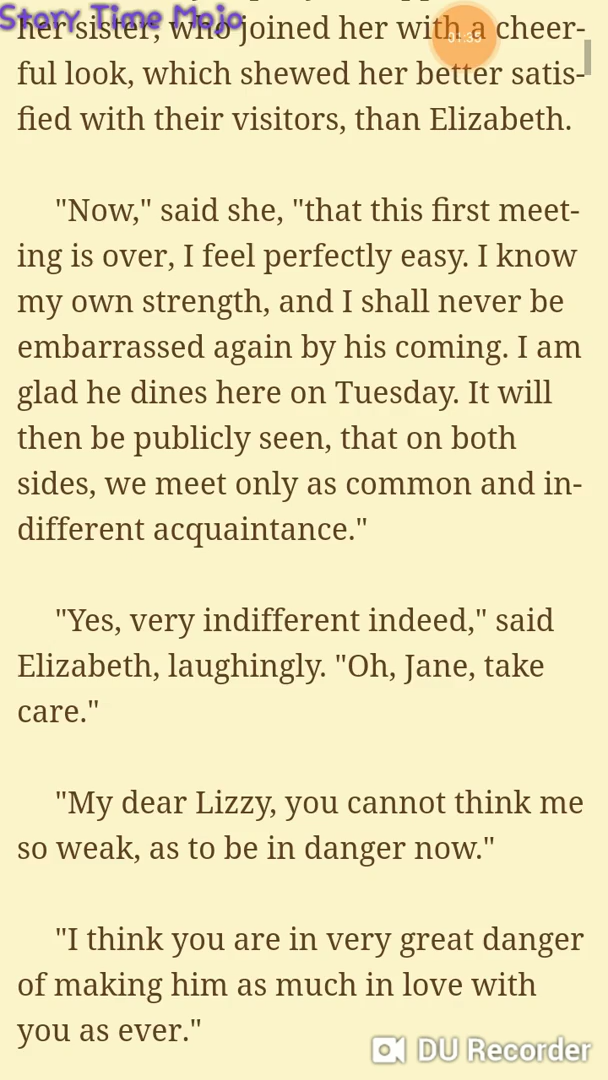 Story Time Mojo
01:35
her sister, who joined her with a cheer-
ful look, which shewed her better satis-
fied with their visitors, than Elizabeth.
"Now," said she, "that this first meet-
ing is over, I feel perfectly easy. I know
my own strength, and I shall never be
embarrassed again by his coming. I am
glad he dines here on Tuesday. It will
then be publicly seen, that on both
sides, we meet only as common and in-
different acquaintance."
"Yes, very indifferent indeed," said
Elizabeth, laughingly. "Oh, Jane, take
care."
"My dear Lizzy, you cannot think me
so weak, as to be in danger now."
"I think you are in very great danger
of making him as much in love with
you as ever."
DU Recorder